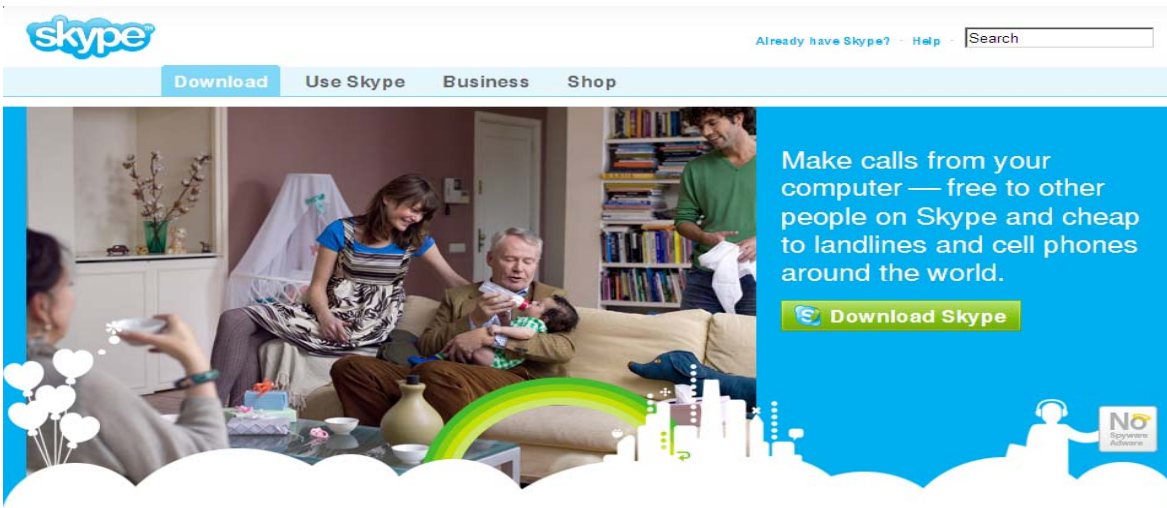 skype™
Already have Skype? - Help - Search
Download Use Skype Business Shop
Make calls from your
computer — free to other
people on Skype and cheap
to landlines and cell phones
around the world.
Download Skype
No
Spyware
Adware